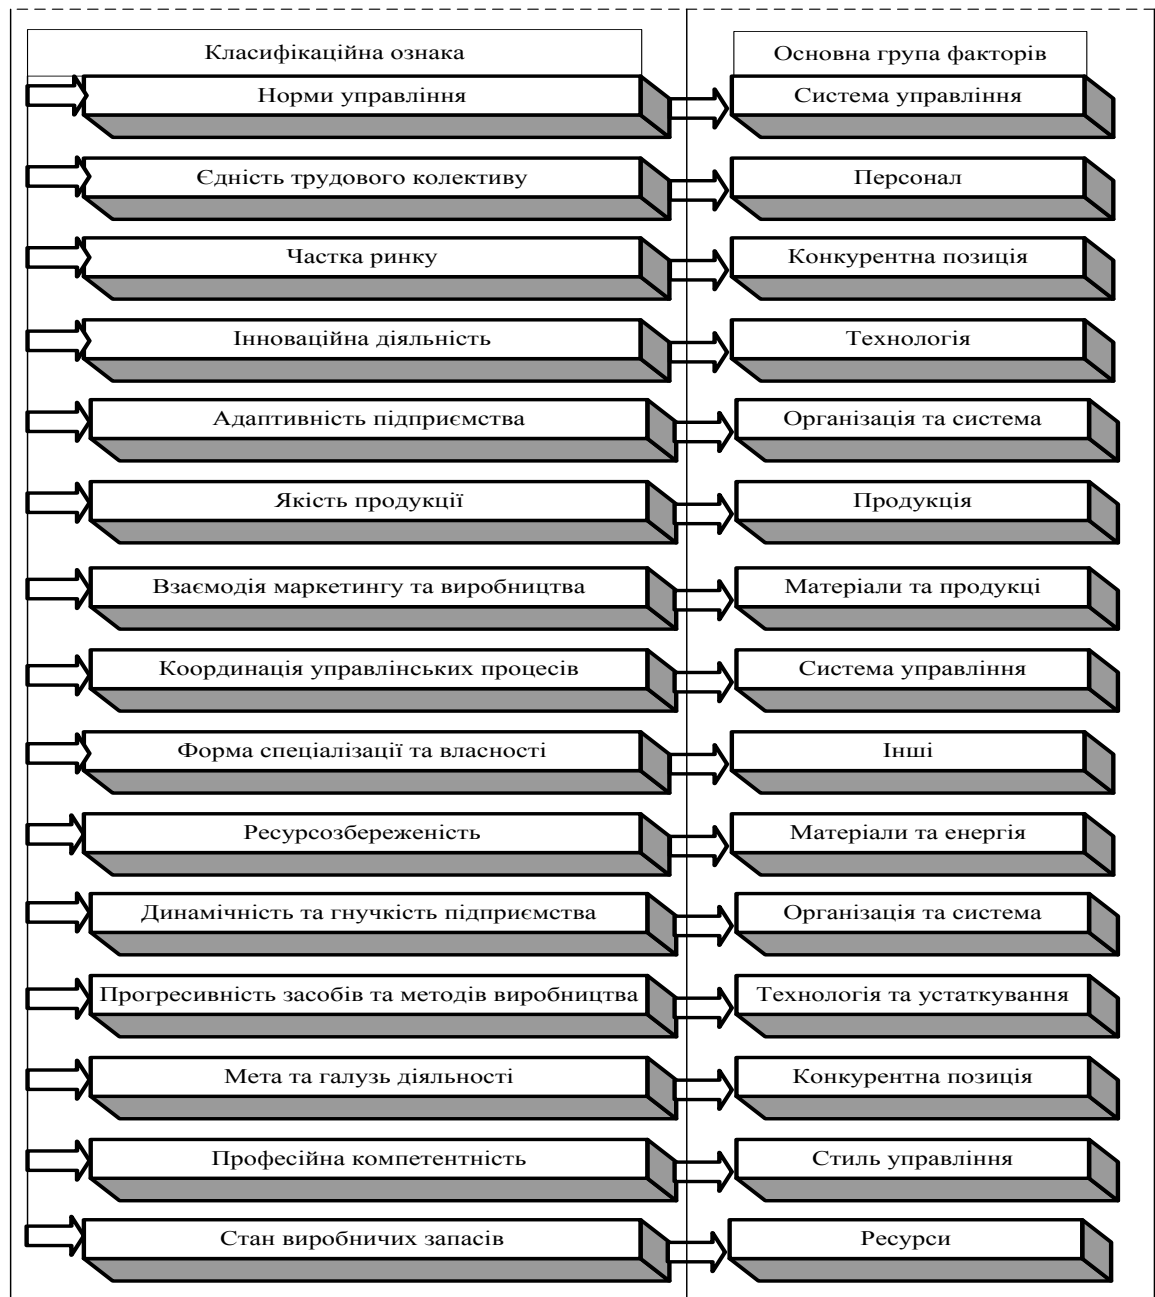 Класифікаційна ознака
Основна група факторів
Норми управління
Система управління
Єдність трудового колективу
Персонал
Частка ринку
Конкурентна позиція
Інноваційна діяльність
Технологія
Адаптивність підприємства
Організація та система
Якість продукції
Продукція
Взаємодія маркетингу та виробництва
Матеріали та продукці
Координація управлінських процесів
Система управління
Форма спеціалізації та власності
Інші
Ресурсозбереженість
Матеріали та енергія
Динамічність та гнучкість підприємства
Організація та система
Прогресивність засобів та методів виробництва
Технологія та устаткування
Мета та галузь діяльності
Конкурентна позиція
Професійна компетентність
Стиль управління
Стан виробничих запасів
Ресурси